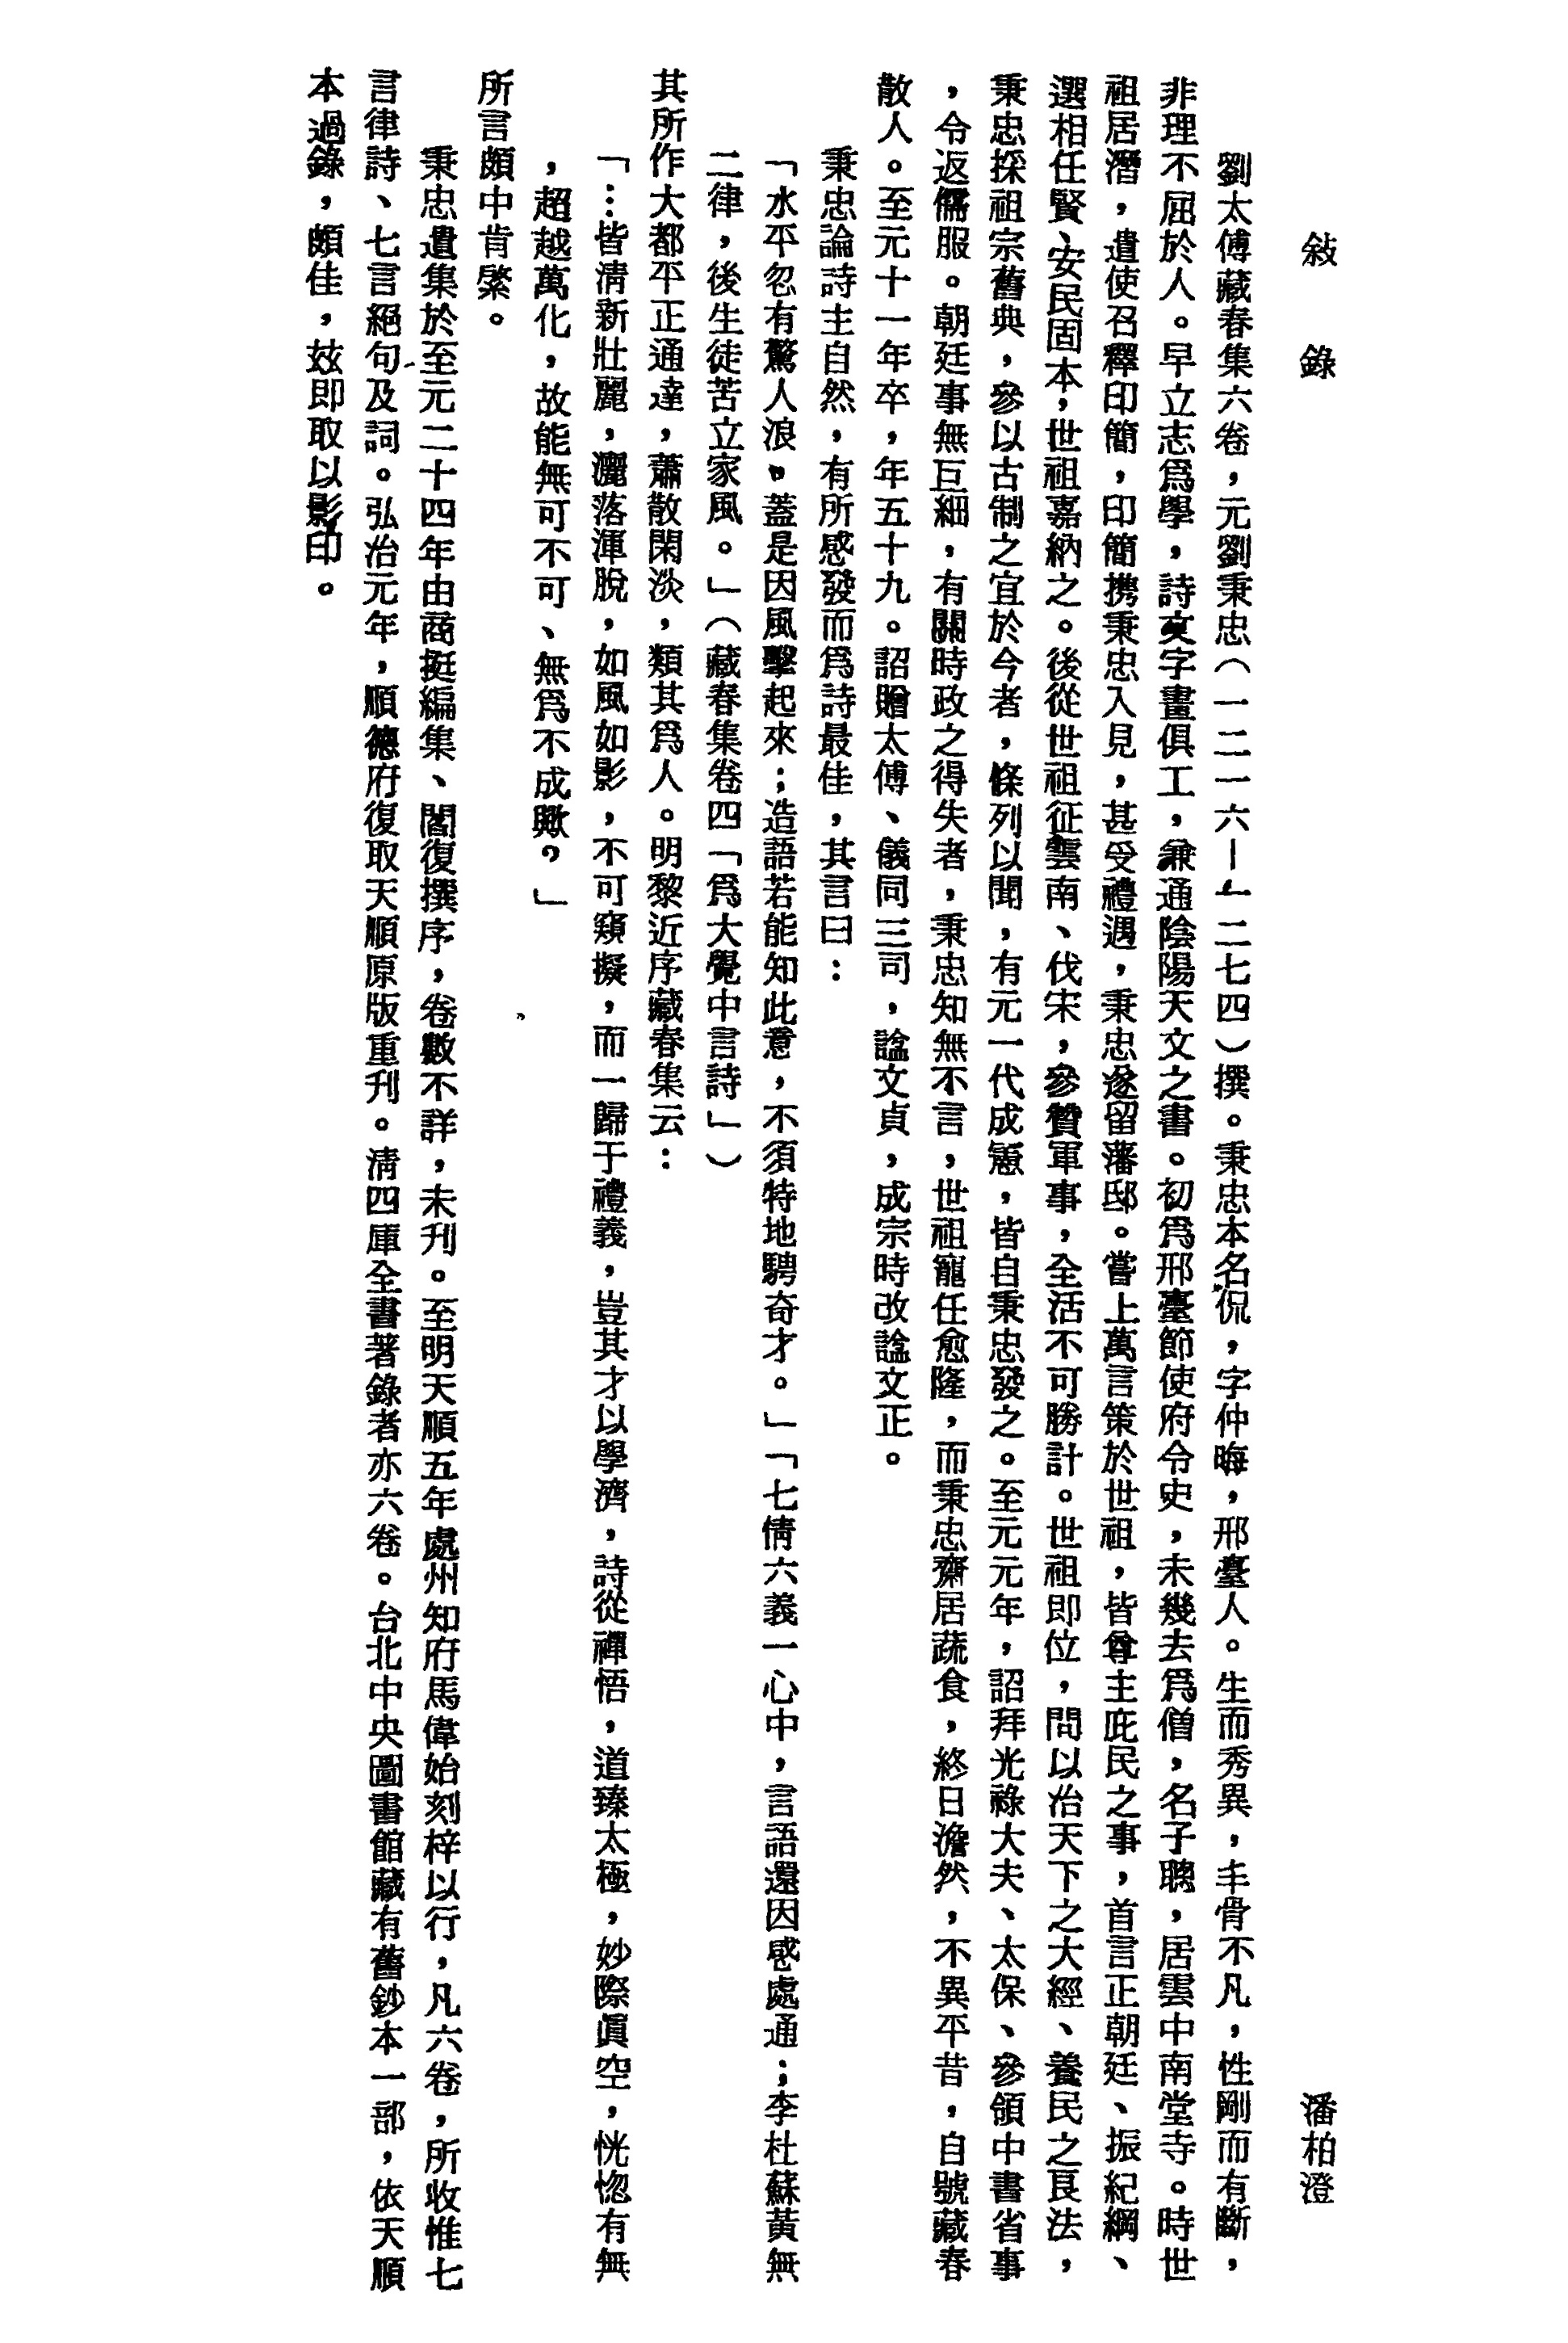 敍錄 潘柏澄
劉太傅藏春集六卷，元劉秉忠（一二一六—一二七四）撰。秉忠本名侃，字仲晦，邢臺人。生而秀異，丰骨不凡，性剛而有斷，
非理不屈於人。早立志爲學，詩文字畫俱工，兼通陰陽天文之書。初爲邢臺節使府令史，未幾去爲僧，名子聰，居雲中南堂寺。時世
祖居潛，遣使召釋印簡，印簡携秉忠入見，甚受禮遇，秉忠遂留藩邸。嘗上萬言策於世祖，皆尊主庇民之事，首言正朝廷、振紀綱、
選相任賢、安民固本，世祖嘉納之。後從世祖征雲南、伐宋，參贊軍事，全活不可勝計。世祖即位，問以治天下之大經、養民之良法，
秉忠採祖宗舊典，參以古制之宜於今者，條列以聞，有元一代成憲，皆自秉忠發之。至元元年，詔拜光祿大夫、太保、參領中書省事
，令返儒服。朝廷事無巨細，有關時政之得失者，秉忠知無不言，世祖寵任愈隆，而秉忠齋居蔬食，終日澹然，不異平昔，自號藏春
散人。至元十一年卒，年五十九。詔贈太傅、儀同三司，諡文貞，成宗時改諡文正。
秉忠論詩主自然，有所感發而爲詩最佳，其言曰：
「水平忽有驚人浪。蓋是因風擊起來；造語若能知此意，不須特地騁奇才。」「七情六義一心中，言語還因感處通；李杜蘇黃無
二律，後生徒苦立家風。」（藏春集卷四「爲大覺中言詩」）
其所作大都平正通達，蕭散閑淡，類其爲人。明黎近序藏春集云：
「…皆清新壯麗，灑落渾脫，如風如影，不可窺擬，而一歸于禮義，豈其才以學濟，詩從禪悟，道臻太極，妙際眞空，恍惚有無
，超越萬化，故能無可不可、無爲不成歟？」
所言頗中肯綮。
秉忠遺集於至元二十四年由商挺編集、閻復撰序，卷數不詳，未刊。至明天順五年處州知府馬偉始刻梓以行，凡六卷，所收惟七
言律詩、七言絕句及詞。弘治元年，順德府復取天順原版重刊。清四庫全書著錄者亦六卷。台北中央圖書館藏有舊鈔本一部，依天順
本過錄，頗佳，玆即取以影印。